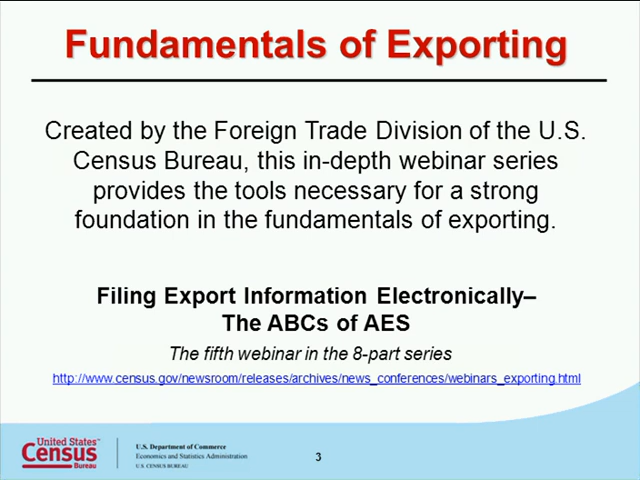 Fundamentals of Exporting
Created by the Foreign Trade Division of the U.S.
Census Bureau, this in-depth webinar series
provides the tools necessary for a strong
foundation in the fundamentals of exporting.
Filing Export Information Electronically–
The ABCs of AES
The fifth webinar in the 8-part series
http://www.census.gov/newsroom/releases/archives/news_conferences/webinars_exporting.html
United States™
Census
Bureau
U.S. Department of Commerce
Economics and Statistics Administration
U.S. CENSUS BUREAU
3